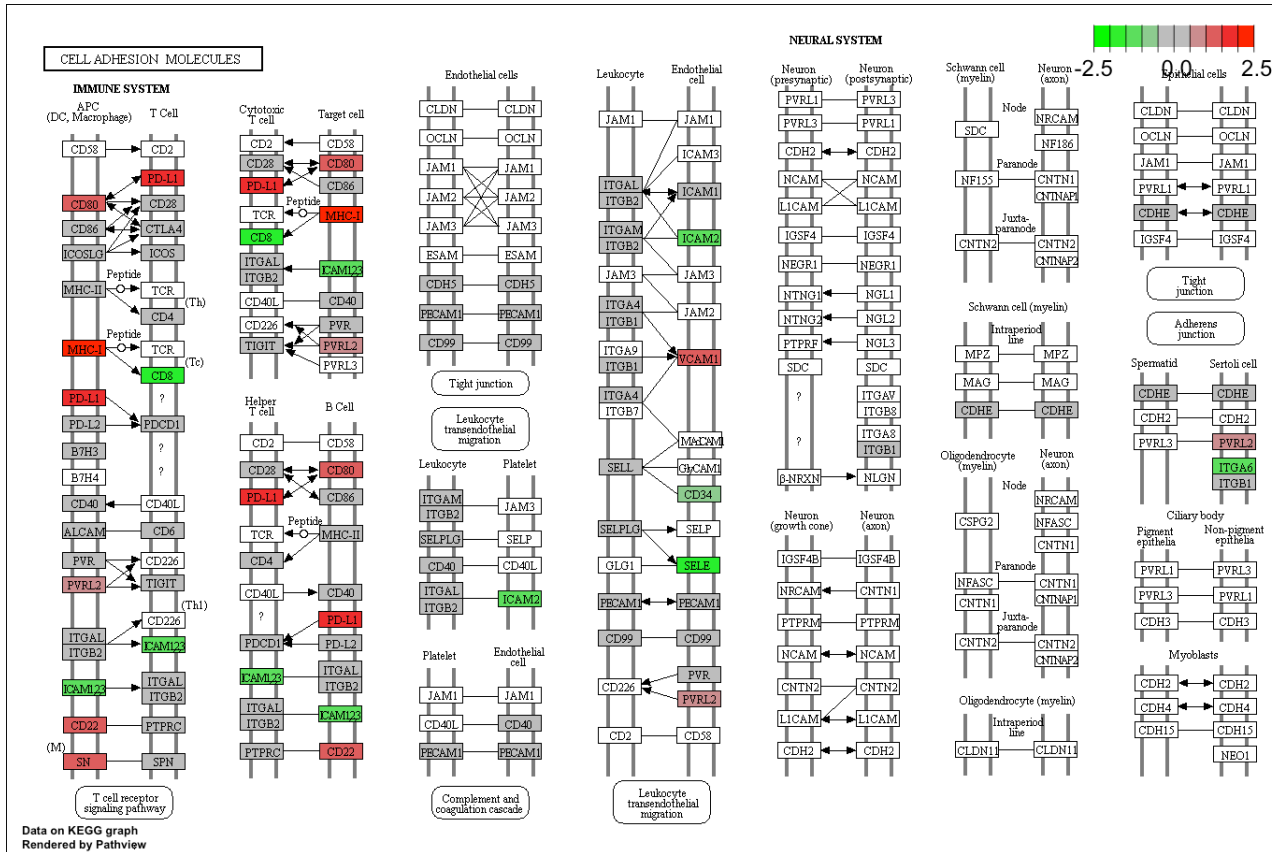 CELL ADHESION MOLECULES
IMMUNE SYSTEM
APC
(DC, Macrophage)
T Cell
CD58
CD2
PD-L1
CD80
CD28
CD86
CTLA4
ICOSLG
ICOS
Peptide
MHC-II
TCR
(Th)
CD4
Peptide
MHC-I
TCR
(Tc)
CD8
PD-L1
?
PD-L2
PDCD1
B7H3
?
B7H4
?
CD40
CD40L
ALCAM
CD6
PVR
CD226
PVRL2
TIGIT
(Th1)
CD226
ITGAL
ITGB2
ICAM123
ICAM123
ITGAL
ITGB2
CD22
PTPRC
(M)
SN
SPN
T cell receptor
signaling pathway
Cytotoxic
T cell
Target cell
CD2
CD58
CD28
CD80
PD-L1
CD86
Peptide
TCR
MHC-I
CD8
ITGAL
ITGB2
ICAM123
CD40L
CD40
CD226
PVR
TIGIT
PVRL2
PVRL3
Helper
T cell
B Cell
CD2
CD58
CD28
CD80
PD-L1
CD86
Peptide
TCR
MHC-II
CD4
CD40L
CD40
?
PD-L1
PDCD1
PD-L2
ICAM123
ITGAL
ITGB2
ITGAL
ITGB2
ICAM123
PTPRC
CD22
Endothelial cells
CLDN
CLDN
OCLN
OCLN
JAM1
JAM1
JAM2
JAM2
JAM3
JAM3
ESAM
ESAM
CDH5
CDH5
PECAM1
PECAM1
CD99
CD99
Tight junction
Leukocyte
transendothelial
migration
Leukocyte
Platelet
ITGAM
ITGB2
JAM3
SELPLG
SELP
CD40
CD40L
ITGAL
ITGB2
ICAM2
Platelet
Endothelial
cell
JAM1
JAM1
CD40L
CD40
PECAM1
PECAM1
Complement and
coagulation cascade
Leukocyte
Endothelial
cell
JAM1
JAM1
ICAM3
ITGAL
ITGB2
ICAM1
ITGAM
ITGB2
ICAM2
JAM3
JAM3
ITGA4
ITGB1
JAM2
ITGA9
ITGB1
VCAM1
ITGA4
ITGB7
MAdCAM1
SELL
GlyCAM1
CD34
SELPLG
SELP
GLG1
SELE
PECAM1
PECAM1
CD99
CD99
PVR
CD226
PVRL2
CD2
CD58
Leukocyte
transendothelial
migration
NEURAL SYSTEM
Neuron
(presynaptic)
Neuron
(postsynaptic)
PVRL1
PVRL3
PVRL3
PVRL1
CDH2
CDH2
NCAM
NCAM
L1CAM
L1CAM
IGSF4
IGSF4
NEGR1
NEGR1
NTNG1
NGL1
NTNG2
NGL2
PTPRF
NGL3
SDC
SDC
?
ITGAV
ITGB8
?
ITGA8
ITGB1
β-NRXN
NLGN
Neuron
(growth cone)
Neuron
(axon)
IGSF4B
IGSF4B
NRCAM
CNTN1
PTPRM
PTPRM
NCAM
NCAM
CNTN2
CNTN2
L1CAM
L1CAM
CDH2
CDH2
Schwann cell
(myelin)
Neuron
(axon)
Node
SDC
NRCAM
NF186
Paranode
NF155
CNTN1
CNTNAP1
Juxta-
paranode
CNTN2
CNTN2
CNTNAP2
Schwann cell (myelin)
Intraperiod
line
MPZ
MPZ
MAG
MAG
CDHE
CDHE
Oligodendrocyte
(myelin)
Neuron
(axon)
Node
NRCAM
CSPG2
NFASC
CNTN1
Paranode
NFASC
CNTN1
CNTN1
CNTNAP1
Juxta-
paranode
CNTN2
CNTN2
CNTNAP2
Oligodendrocyte (myelin)
Intraperiod
line
CLDN11
CLDN11
-2.5
0.0
2.5
Epithelial cells
CLDN
CLDN
OCLN
OCLN
JAM1
JAM1
PVRL1
PVRL1
CDHE
CDHE
IGSF4
IGSF4
Tight
junction
Adherens
junction
Spermatid
Sertoli cell
CDHE
CDHE
CDH2
CDH2
PVRL3
PVRL2
ITGA6
ITGB1
Ciliary body
Pigment
epithelia
Non-pigment
epithelia
PVRL1
PVRL3
PVRL3
PVRL1
CDH3
CDH3
Myoblasts
CDH2
CDH2
CDH4
CDH4
CDH15
CDH15
NEO1
Data on KEGG graph
Rendered by Pathview